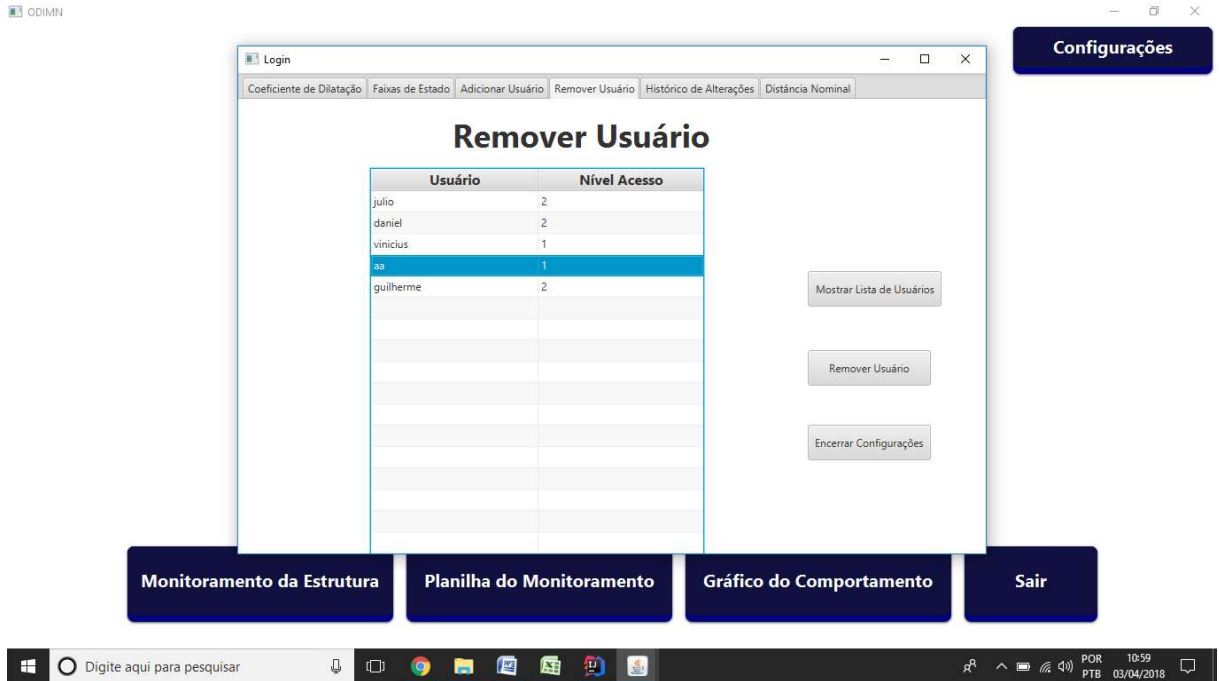 ODIMN
Configurações
Login
Coeficiente de Dilatação Faixas de Estado Adicionar Usuário Remover Usuário Histórico de Alterações Distância Nominal
Remover Usuário
Usuário Nível Acesso
julio 2
daniel 2
vinicius 1
aa 1
guilherme 2
Mostrar Lista de Usuários
Remover Usuário
Encerrar Configurações
Monitoramento da Estrutura Planilha do Monitoramento Gráfico do Comportamento Sair
Digite aqui para pesquisar
POR 10:59
PTB 03/04/2018